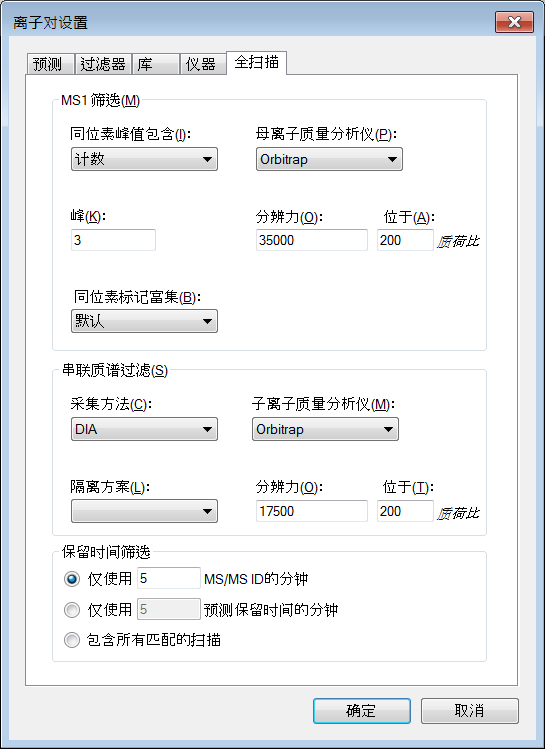 离子对设置
预测 过滤器 库 仪器 全扫描
MS1 筛选(M)
同位素峰值包含(I): 母离子质量分析仪(P):
计数 Orbitrap
峰(K): 分辨力(O): 位于(A):
3 35000 200 质荷比
同位素标记富集(B):
默认
串联质谱过滤(S)
采集方法(C): 子离子质量分析仪(M):
DIA Orbitrap
隔离方案(L): 分辨力(O): 位于(T):
17500 200 质荷比
保留时间筛选
仅使用 5 MS/MS ID的分钟
仅使用 5 预测保留时间的分钟
包含所有匹配的扫描
确定 取消